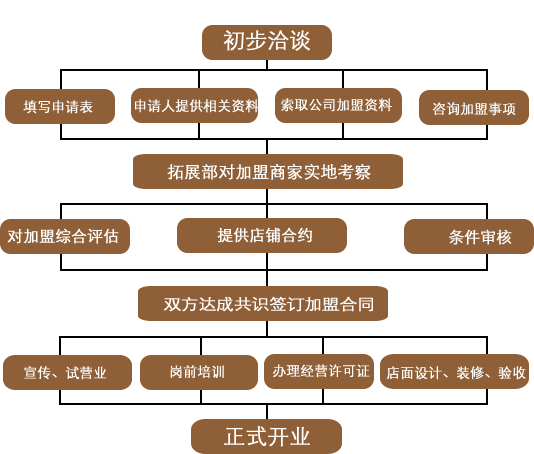 初步洽谈
填写申请表
申请人提供相关资料
索取公司加盟资料
咨询加盟事项
拓展部对加盟商家实地考察
对加盟综合评估
提供店铺合约
条件审核
双方达成共识签订加盟合同
宣传、试营业
岗前培训
办理经营许可证
店面设计、装修、验收
正式开业